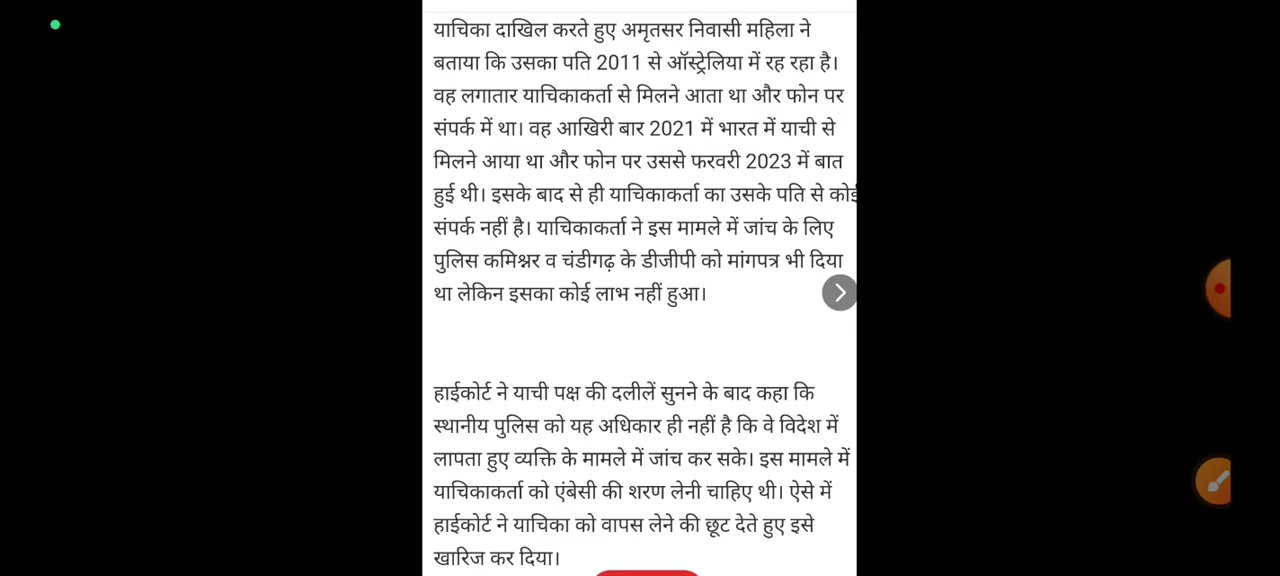 याचिका दाखिल करते हुए अमृतसर निवासी महिला ने
बताया कि उसका पति 2011 से ऑस्ट्रेलिया में रह रहा है।
वह लगातार याचिकाकर्ता से मिलने आता था और फोन पर
संपर्क में था। वह आखिरी बार 2021 में भारत में याची से
मिलने आया था और फोन पर उससे फरवरी 2023 में बात
हुई थी। इसके बाद से ही याचिकाकर्ता का उसके पति से कोई
संपर्क नहीं है। याचिकाकर्ता ने इस मामले में जांच के लिए
पुलिस कमिश्नर व चंडीगढ़ के डीजीपी को मांगपत्र भी दिया
था लेकिन इसका कोई लाभ नहीं हुआ।
हाईकोर्ट ने याची पक्ष की दलीलें सुनने के बाद कहा कि
स्थानीय पुलिस को यह अधिकार ही नहीं है कि वे विदेश में
लापता हुए व्यक्ति के मामले में जांच कर सके। इस मामले में
याचिकाकर्ता को एंबेसी की शरण लेनी चाहिए थी। ऐसे में
हाईकोर्ट ने याचिका को वापस लेने की छूट देते हुए इसे
खारिज कर दिया।